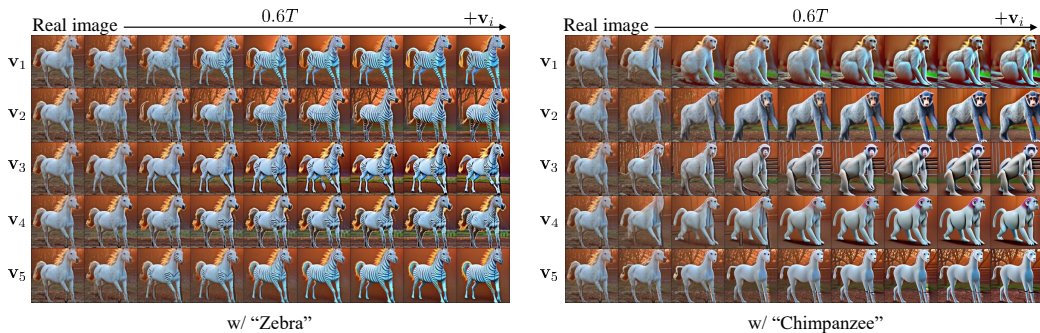 Real image 0.6T +v_i
v_1
v_2
v_3
v_4
v_5
w/ “Zebra”
Real image 0.6T +v_i
v_1
v_2
v_3
v_4
v_5
w/ “Chimpanzee”